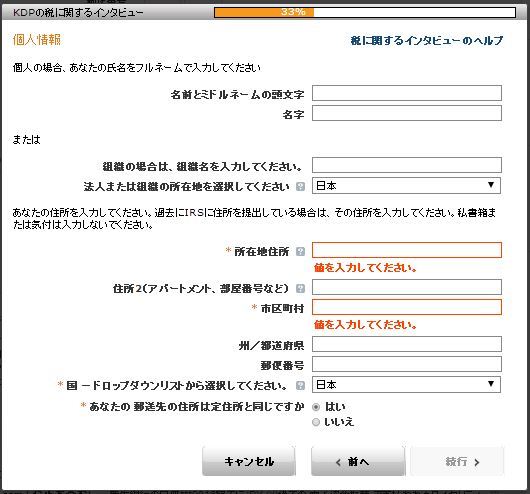 KDPの税に関するインタビュー
33%
個人情報
税に関するインタビューのヘルプ
個人の場合、あなたの氏名をフルネームで入力してください
名前とミドルネームの頭文字
名字
または
組織の場合は、組織名を入力してください。
法人または組織の所在地を選択してください ?
日本
あなたの住所を入力してください。過去にIRSに住所を提出している場合は、その住所を入力してください。私書箱ま
たは気付は入力しないでください。
* 所在地住所 ?
値を入力してください。
住所2(アパートメント、部屋番号など) ?
* 市区町村
値を入力してください。
州/都道府県
郵便番号
* 国 ードロップダウンリストから選択してください。 ?
日本
* あなたの 郵送先の住所は定住所と同じですか
はい
いいえ
キャンセル
前へ
続行